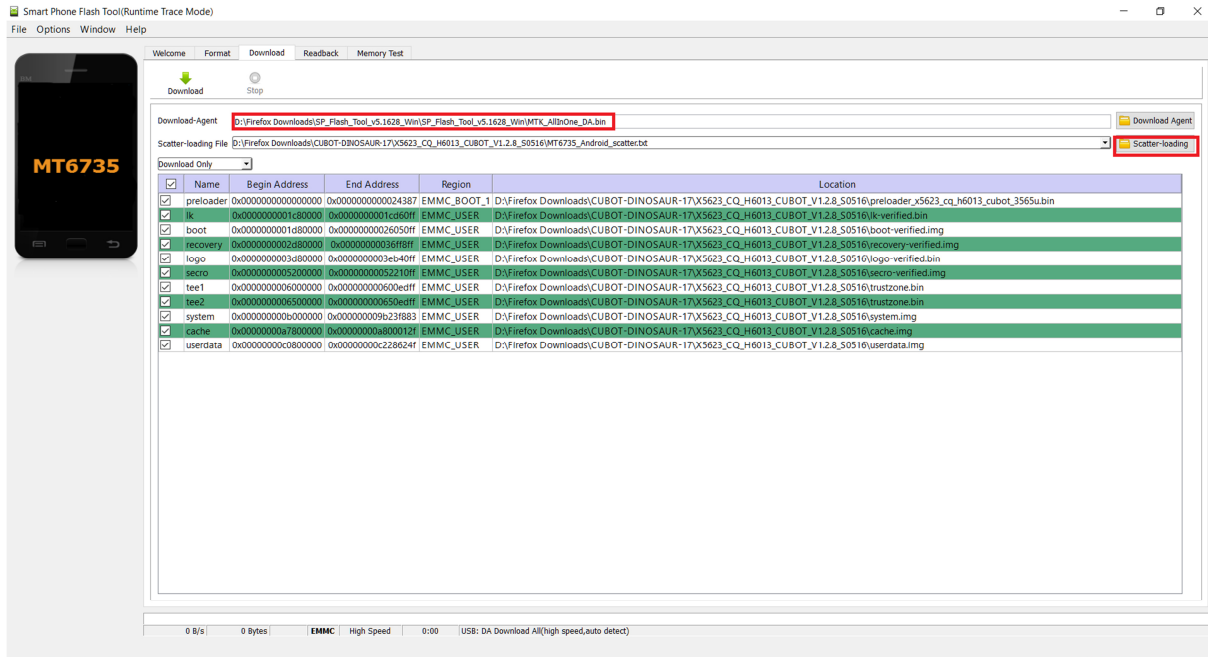 Smart Phone Flash Tool(Runtime Trace Mode)
File Options Window Help
Welcome Format Download Readback Memory Test
Download Stop
Download-Agent D:\Firefox Downloads\SP_Flash_Tool_v5.1628_Win\SP_Flash_Tool_v5.1628_Win\MTK_AllInOne_DA.bin Download Agent
Scatter-loading File D:\Firefox Downloads\CUBOT-DINOSAUR-17\X5623_CQ_H6013_CUBOT_V1.2.8_S0516\MT6735_Android_scatter.txt Scatter-loading
MT6735
Download Only
Name Begin Address End Address Region Location
preloader 0x0000000000000000 0x0000000000024387 EMMC_BOOT_1 D:\Firefox Downloads\CUBOT-DINOSAUR-17\X5623_CQ_H6013_CUBOT_V1.2.8_S0516\preloader_x5623_cq_h6013_cubot_3565u.bin
lk 0x0000000001c80000 0x0000000001cd60ff EMMC_USER D:\Firefox Downloads\CUBOT-DINOSAUR-17\X5623_CQ_H6013_CUBOT_V1.2.8_S0516\lk-verified.bin
boot 0x0000000001d80000 0x00000000026050ff EMMC_USER D:\Firefox Downloads\CUBOT-DINOSAUR-17\X5623_CQ_H6013_CUBOT_V1.2.8_S0516\boot-verified.img
recovery 0x0000000002d80000 0x00000000036ff8ff EMMC_USER D:\Firefox Downloads\CUBOT-DINOSAUR-17\X5623_CQ_H6013_CUBOT_V1.2.8_S0516\recovery-verified.img
logo 0x0000000003d80000 0x0000000003eb40ff EMMC_USER D:\Firefox Downloads\CUBOT-DINOSAUR-17\X5623_CQ_H6013_CUBOT_V1.2.8_S0516\logo-verified.bin
secro 0x0000000005200000 0x00000000052210ff EMMC_USER D:\Firefox Downloads\CUBOT-DINOSAUR-17\X5623_CQ_H6013_CUBOT_V1.2.8_S0516\secro-verified.img
tee1 0x0000000006000000 0x000000000600edff EMMC_USER D:\Firefox Downloads\CUBOT-DINOSAUR-17\X5623_CQ_H6013_CUBOT_V1.2.8_S0516\trustzone.bin
tee2 0x0000000006500000 0x000000000650edff EMMC_USER D:\Firefox Downloads\CUBOT-DINOSAUR-17\X5623_CQ_H6013_CUBOT_V1.2.8_S0516\trustzone.bin
system 0x000000000b000000 0x000000009b23f883 EMMC_USER D:\Firefox Downloads\CUBOT-DINOSAUR-17\X5623_CQ_H6013_CUBOT_V1.2.8_S0516\system.img
cache 0x00000000a7800000 0x00000000a800012f EMMC_USER D:\Firefox Downloads\CUBOT-DINOSAUR-17\X5623_CQ_H6013_CUBOT_V1.2.8_S0516\cache.img
userdata 0x00000000c0800000 0x00000000c228624f EMMC_USER D:\Firefox Downloads\CUBOT-DINOSAUR-17\X5623_CQ_H6013_CUBOT_V1.2.8_S0516\userdata.img
0 B/s 0 Bytes EMMC High Speed 0:00 USB: DA Download All(high speed,auto detect)